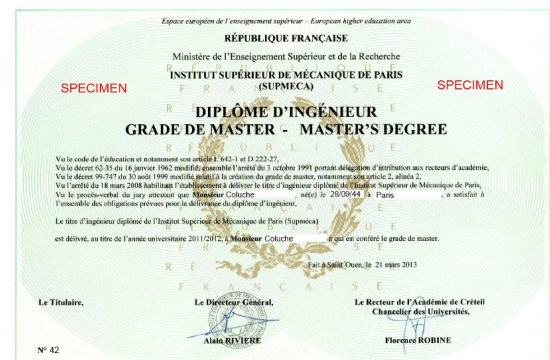 Espace européen de l'enseignement supérieur – European higher education area
RÉPUBLIQUE FRANÇAISE
Ministère de l'Enseignement Supérieur et de la Recherche
INSTITUT SUPÉRIEUR DE MÉCANIQUE DE PARIS
(SUPMECA)
SPECIMEN
SPECIMEN
DIPLÔME D'INGÉNIEUR
GRADE DE MASTER - MASTER'S DEGREE
Vu le code de l'éducation et notamment son article L 642-1 et D 222-27,
Vu le décret 62-35 du 16 janvier 1962 modifié, ensemble l'arrêté du 3 octobre 1991 portant délégation d'attribution aux recteurs d'académie,
Vu le décret 99-747 du 30 août 1999 modifié relatif à la création du grade de master, notamment son article 2, alinéa 2,
Vu l'arrêté du 18 mars 2008 habilitant l'établissement à délivrer le titre d'ingénieur diplômé de l'Institut Supérieur de Mécanique de Paris,
Vu le procès-verbal du jury attestant que Monsieur Coluche , né(e) le 28/09/44 à Paris , a satisfait à
l'ensemble des obligations prévues pour la délivrance du diplôme d'ingénieur,
Le titre d'ingénieur diplômé de l'Institut Supérieur de Mécanique de Paris (Supmeca)
est délivré, au titre de l'année universitaire 2011/2012, à Monsieur Coluche à qui est conféré le grade de master.
Fait à Saint-Ouen, le 21 mars 2013
Le Titulaire,
Le Directeur Général,
Le Recteur de l'Académie de Créteil
Chancelier des Universités,
Alain RIVIERE
Florence ROBINE
N° 42